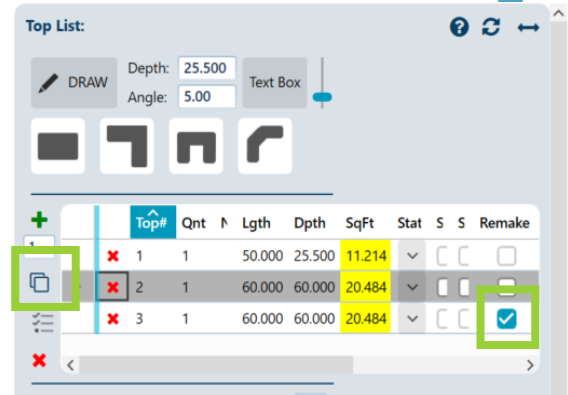 Top List:
DRAW Depth: 25.500 Text Box
Angle: 5.00
Top# Qnt N Lgth Dpth SqFt Stat S S Remake
1 1 50.000 25.500 11.214
2 1 60.000 60.000 20.484
3 1 60.000 60.000 20.484